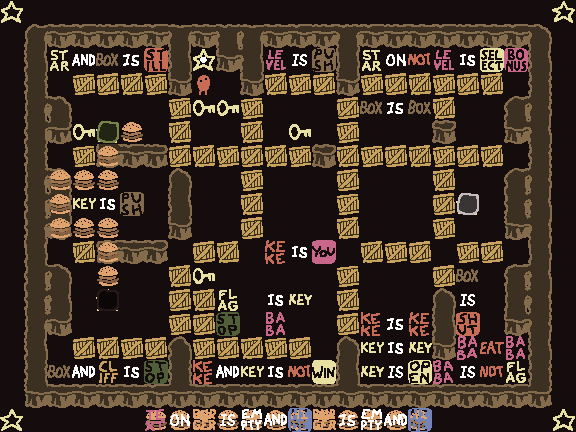 STAR AND BOX IS STILL LEVEL IS PUSH STAR ON NOT LEVEL IS SELECT BONUS
BOX IS BOX
KEY IS PUSH
KEKE IS YOU
BOX
FLAG IS KEY IS
STOP BABA KEKE IS KEKE SHUT
KEY IS KEY BABA EAT BABA
BOX AND CLIFF IS STOP KEKE AND KEY IS NOT WIN KEY IS OPEN BABA IS NOT FLAG
ON IS EMPTY AND IS EMPTY AND